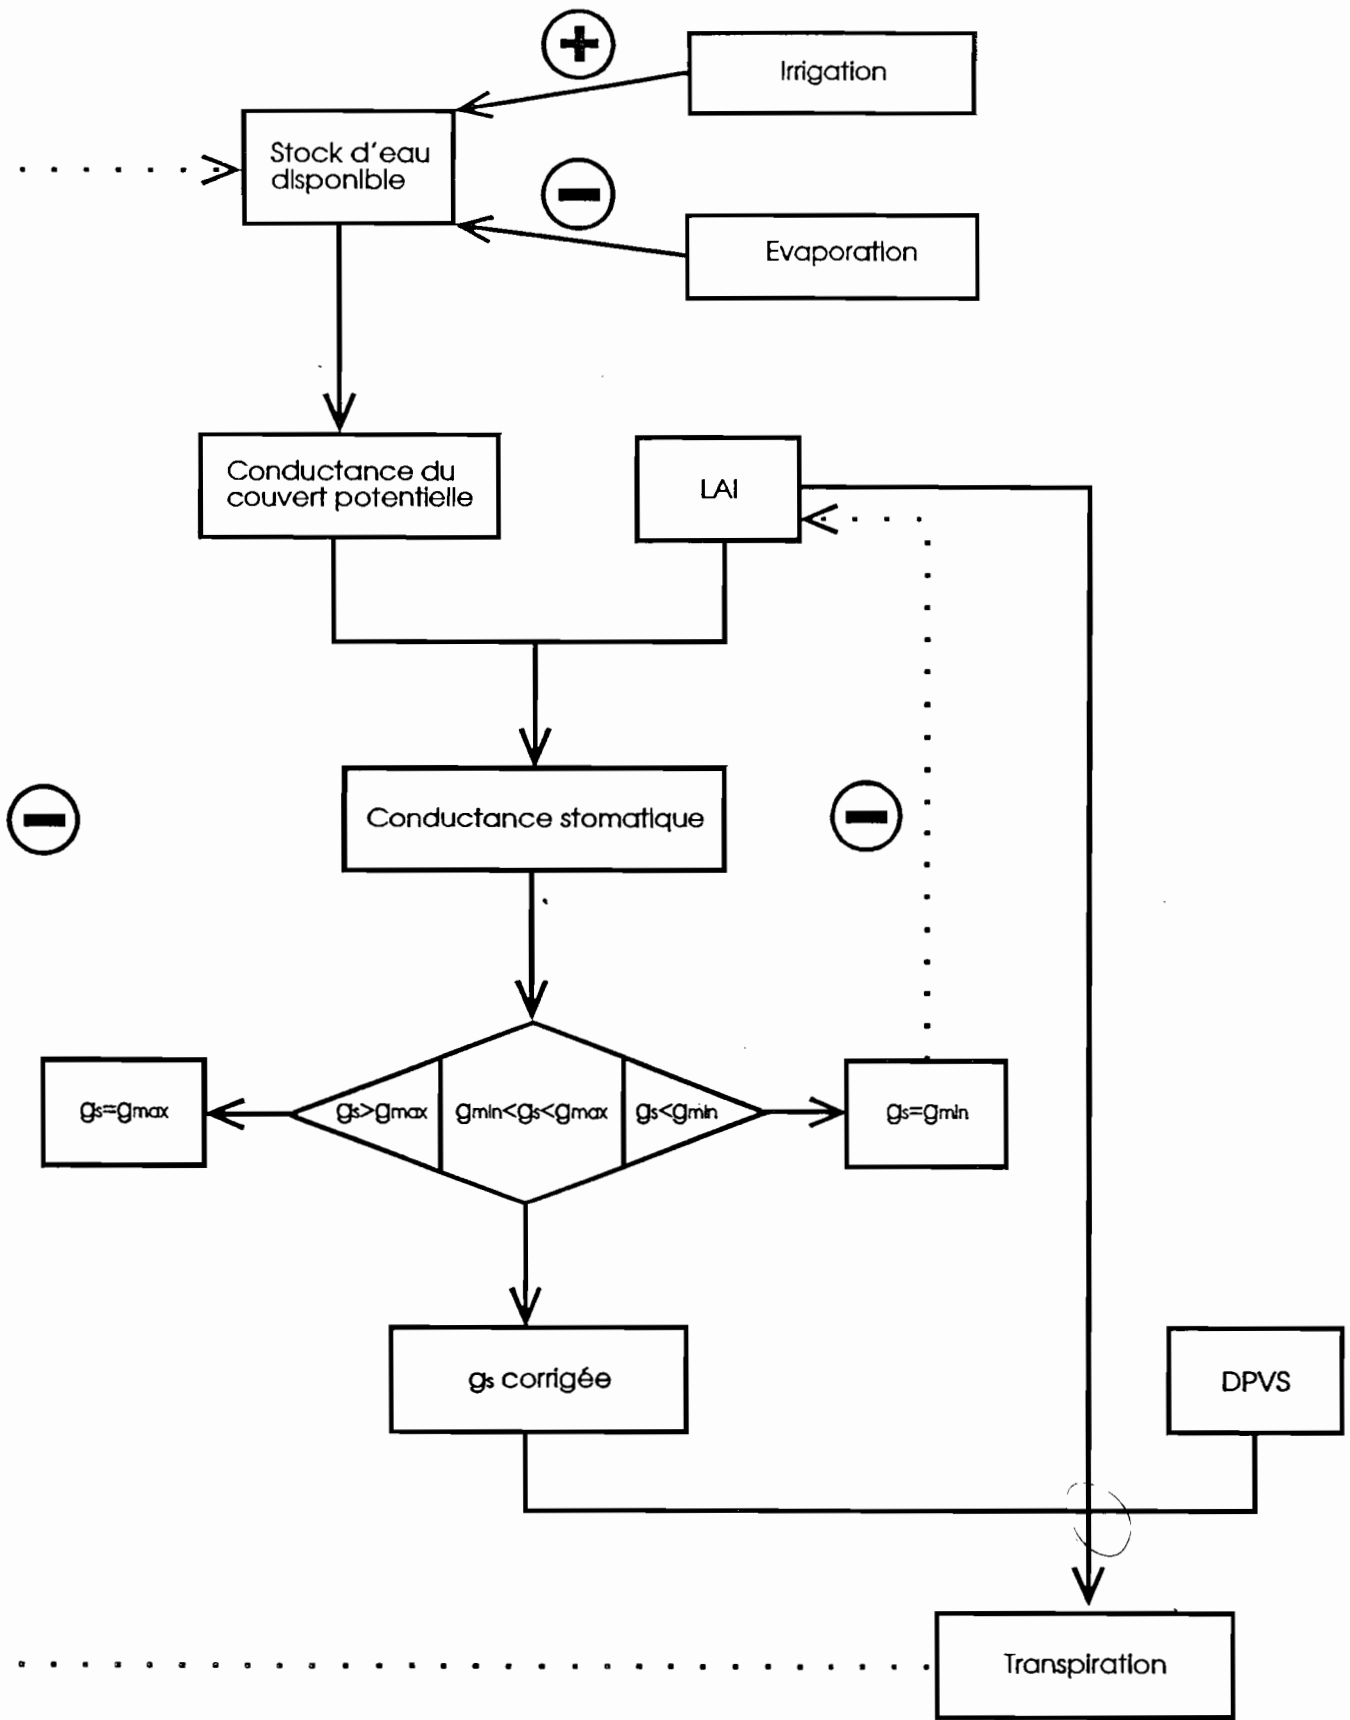 +
Irrigation
Stock d'eau
disponible
−
Evaporation
Conductance du
couvert potentielle
LAI
−
Conductance stomatique
−
gs=gmax
gs>gmax
gmin<gs<gmax
gs<gmin
gs=gmin
gs corrigée
DPVS
Transpiration